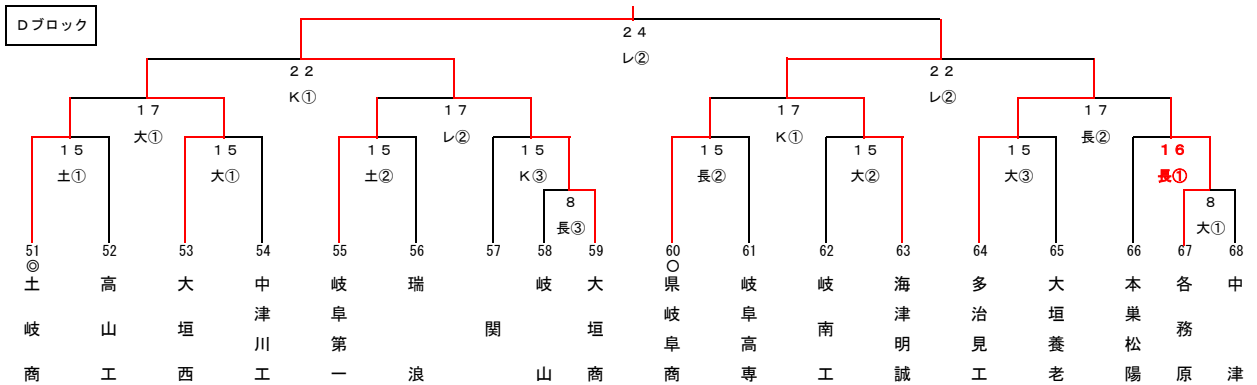 Ｄブロック
２４
レ②
２２
Ｋ①
２２
レ②
１７
大①
１７
レ②
１７
Ｋ①
１７
長②
１５
土①
１５
大①
１５
土②
１５
Ｋ③
１５
長②
１５
大②
１５
大③
１６
長①
８
長③
８
大①
51
◎
土岐商
52
高山工
53
大垣西
54
中津川工
55
岐阜第一
56
瑞浪
57
関
58
岐山
59
大垣商
60
○
県岐阜商
61
岐阜高専
62
岐南工
63
海津明誠
64
多治見工
65
大垣養老
66
本巣松陽
67
各務原
68
中津